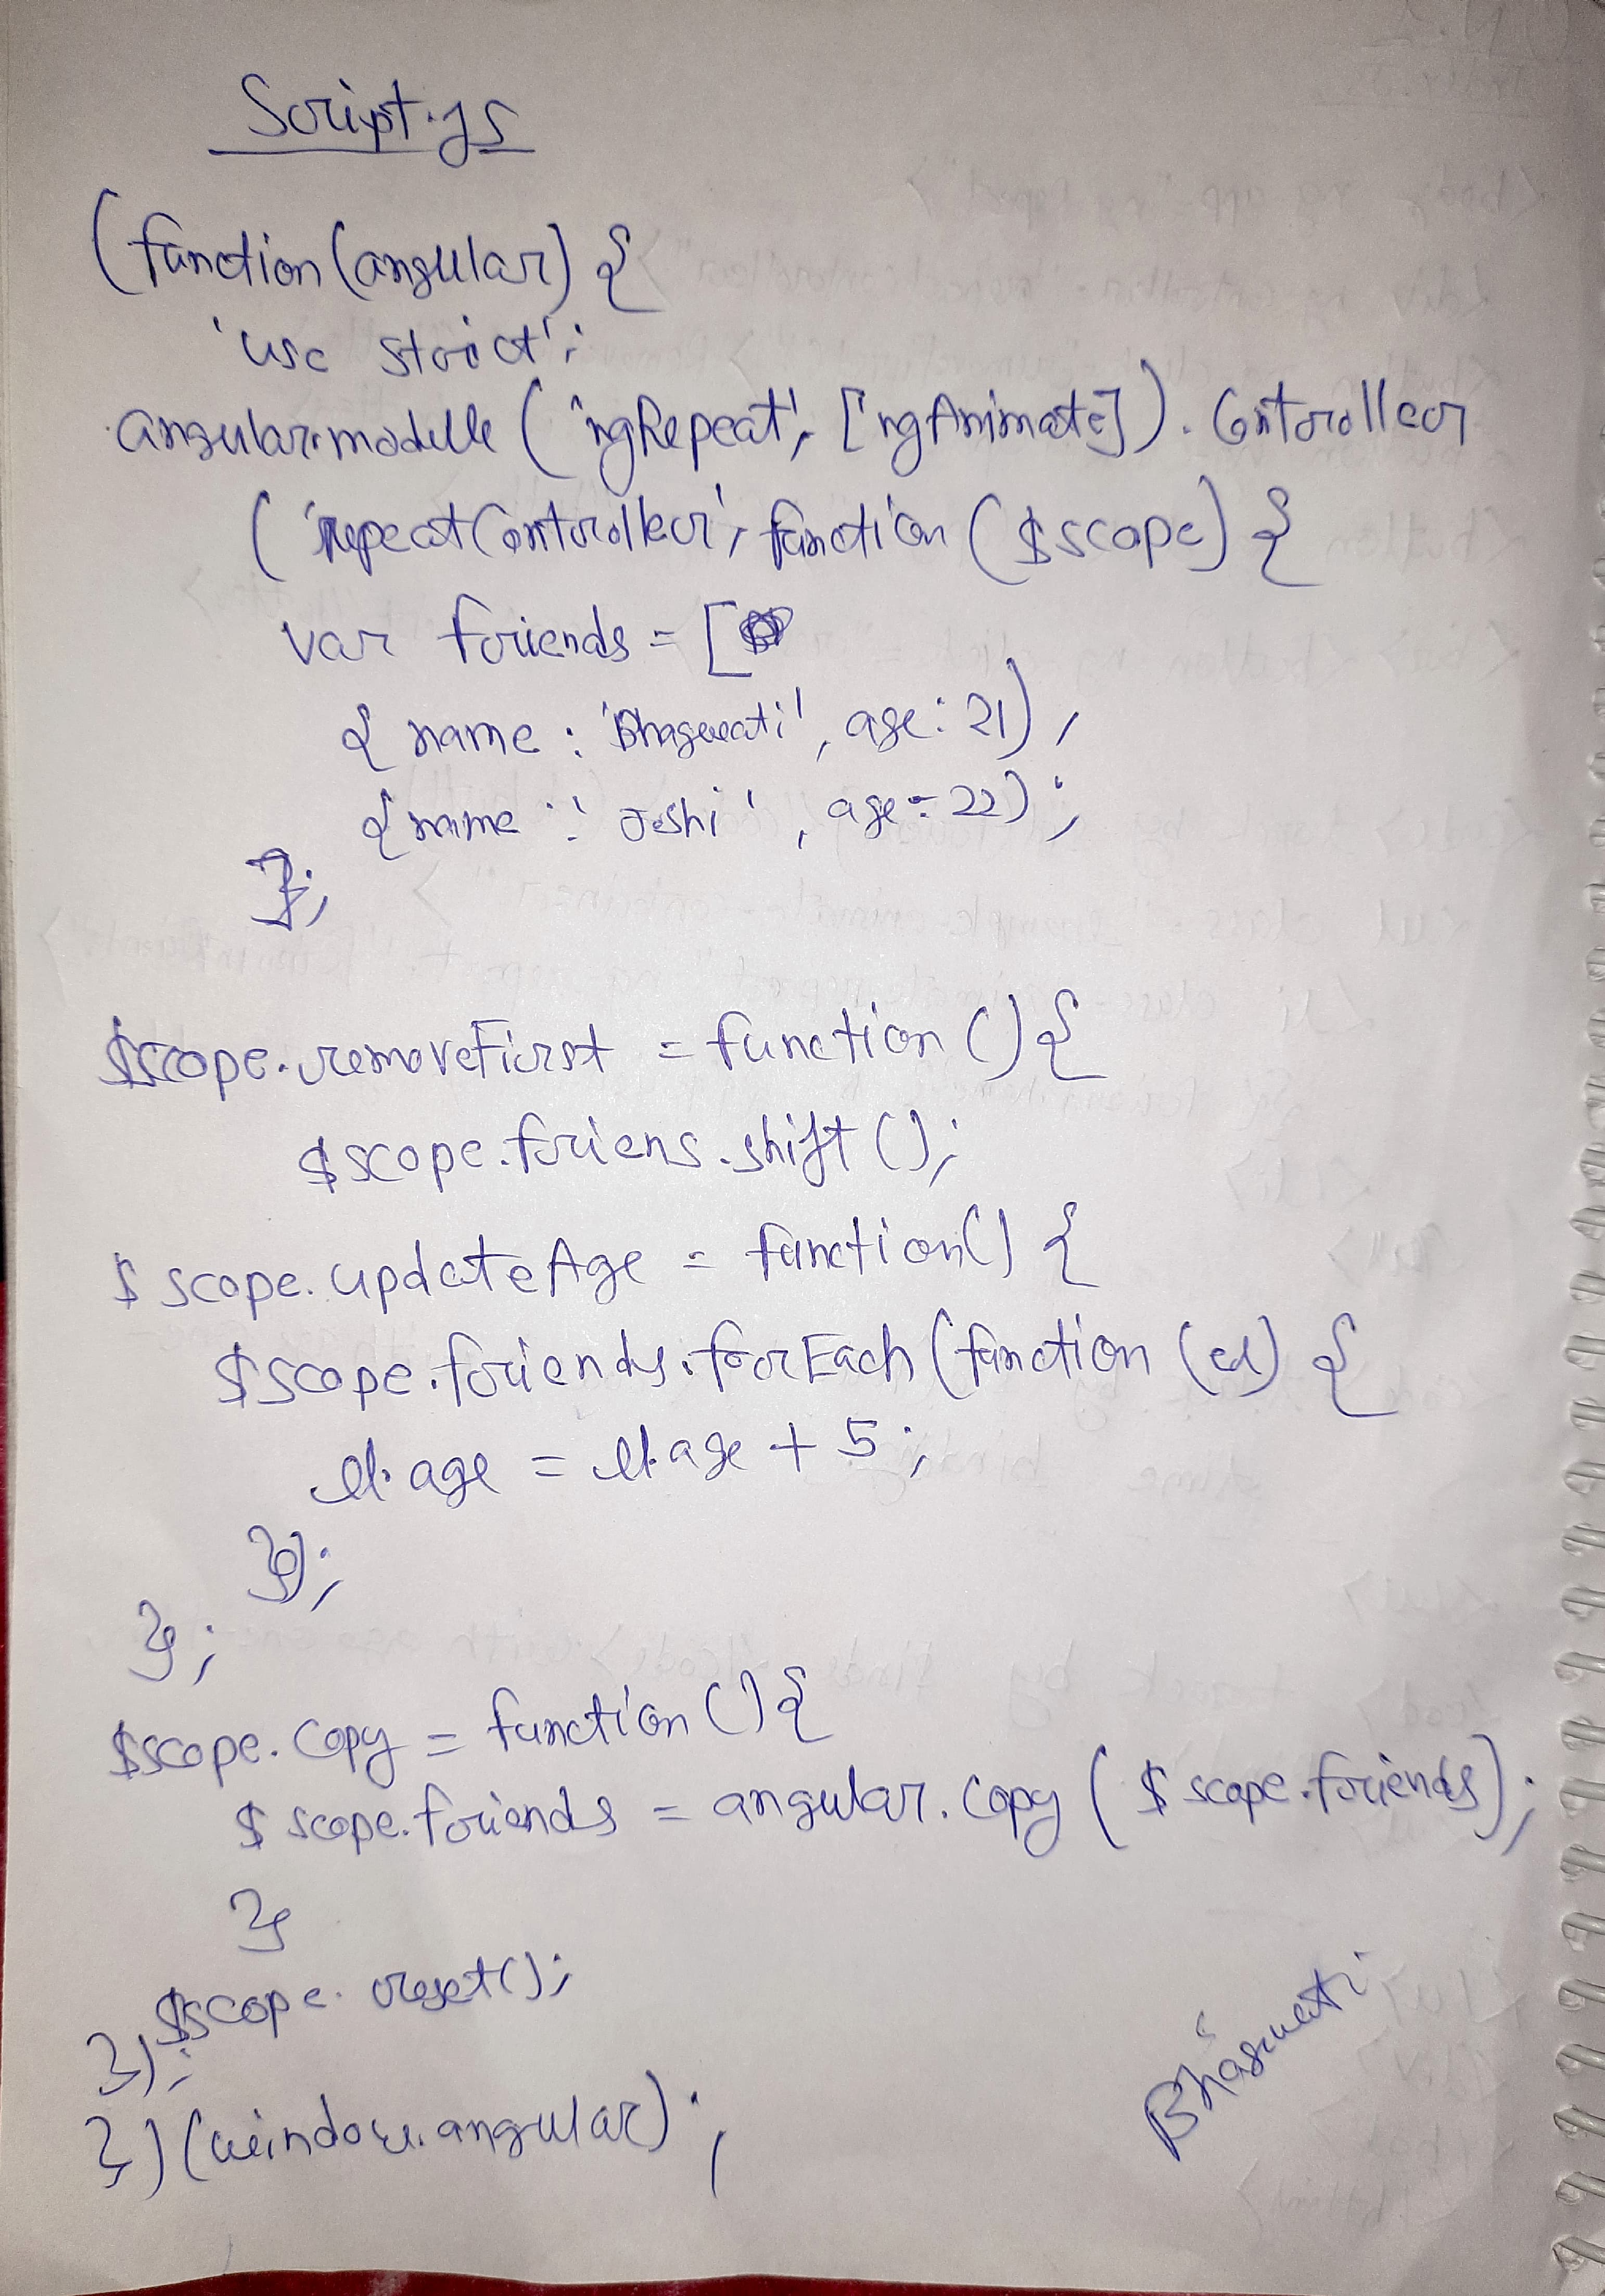 Script.js
(function(angular) {
'use strict';
angular.module ('ngRepeat', ['ngAnimate]). Controller
('repeatController', function ($scope) {
var friends = [
{ name : 'Bhagwati', age: 21),
{ name :' Joshi ', age = 22);
];
$scope.removeFirst = function () {
$scope.friens.shift ();
$ scope. updateAge = function() {
$scope.friends.forEach (function (el) {
el.age = el.age + 5;
});
};
$scope. copy = function () {
$ scope.friends = angular.copy ($ scope.friends);
}
$scope. reset();
});
}) (window.angular);
Bhagwati